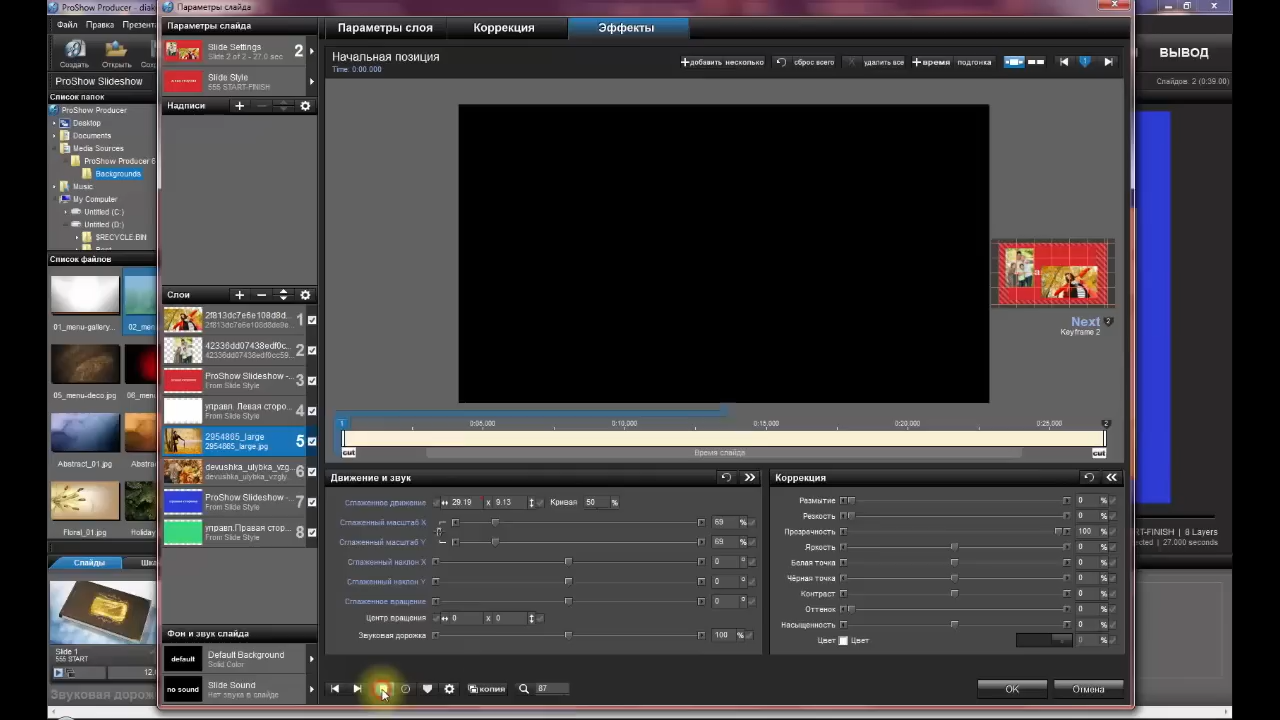 ProShow Producer - diak
Параметры слайда
Файл Правка Презент
Параметры слайда
Параметры слоя
Коррекция
Эффекты
Slide Settings
Slide 2 of 2 - 27.0 sec
2
Начальная позиция
Time: 0:00.000
добавить несколько
сброс всего
удалить все
время
подгонка
1
Создать
Открыть
ВЫВОД
ProShow Slideshow
Slide Style
555 START-FINISH
Слайдов: 2 (0:39.00)
Список папок
Надписи
ProShow Producer
Desktop
Documents
Media Sources
ProShow Producer 6
Backgrounds
Music
My Computer
Untitled (C:)
Untitled (D:)
$RECYCLE.BIN
Список файлов
Слои
01_menu-gallery...
02_men
05_menu-deco.jpg
06_men
Abstract_01.jpg
Abstra
Floral_01.jpg
Holiday
2f813dc7e6e108d8d...
1
42336dd07438edf0c...
42336dd07438edf0cc59...
2
ProShow Slideshow -...
From Slide Style
3
управл. Левая сторо...
From Slide Style
4
2954865_large
2954865_large.jpg
5
devushka_ulybka_vzg...
devushka_ulybka_vzgly...
6
ProShow Slideshow -...
From Slide Style
7
управл.Правая стор...
From Slide Style
8
Next
2
Keyframe 2
1
0:05,000
0:10,000
0:15,000
0:20,000
0:25,000
2
cut
Время слайда
cut
Движение и звук
Сглаженное движение
29.19
x
9.13
Кривая
50
%
Сглаженный масштаб X
69
%
Сглаженный масштаб Y
69
%
Сглаженный наклон X
0
°
Сглаженный наклон Y
0
°
Сглаженное вращение
0
°
Центр вращения
0
x
0
Звуковая дорожка
100
%
Коррекция
Размытие
0
%
Резкость
0
%
Прозрачность
100
%
Яркость
0
%
Белая точка
0
%
Чёрная точка
0
%
Контраст
0
%
Оттенок
0
%
Насыщенность
0
%
Цвет
Цвет
0
%
ART-FINISH | 8 Layers
ected | 27.000 seconds
Слайды
Slide 1
555 START
12.
Фон и звук слайда
default
Default Background
Solid Color
no sound
Slide Sound
Нет звука в слайде
Звуковая дорож
копия
87
OK
Отмена